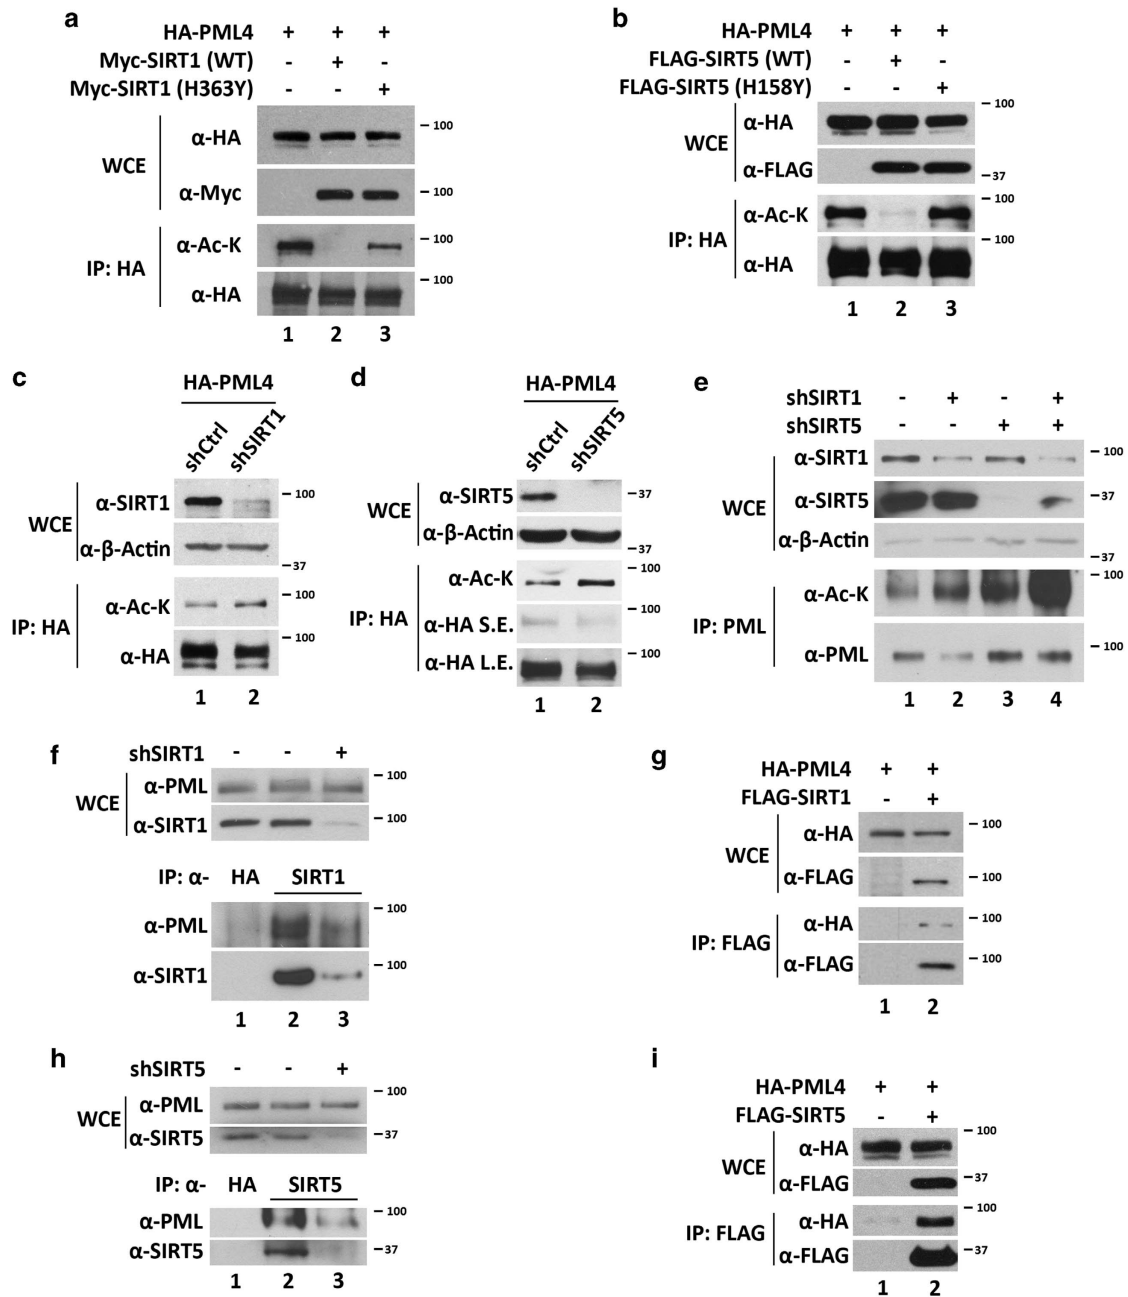 a
HA-PML4 + + +
Myc-SIRT1 (WT) - + -
Myc-SIRT1 (H363Y) - - +
WCE
α-HA
100
α-Myc
100
IP: HA
α-Ac-K
100
α-HA
100
1 2 3
b
HA-PML4 + + +
FLAG-SIRT5 (WT) - + -
FLAG-SIRT5 (H158Y) - - +
WCE
α-HA
100
α-FLAG
37
IP: HA
α-Ac-K
100
α-HA
100
1 2 3
c
HA-PML4
shCtrl shSIRT1
WCE
α-SIRT1
100
α-β-Actin
37
IP: HA
α-Ac-K
100
α-HA
100
1 2
d
HA-PML4
shCtrl shSIRT5
WCE
α-SIRT5
37
α-β-Actin
37
IP: HA
α-Ac-K
100
α-HA S.E.
100
α-HA L.E.
100
1 2
e
shSIRT1 - + - +
shSIRT5 - - + +
WCE
α-SIRT1
100
α-SIRT5
37
α-β-Actin
37
IP: PML
α-Ac-K
100
α-PML
100
1 2 3 4
f
shSIRT1 - - +
WCE
α-PML
100
α-SIRT1
100
IP: α- HA SIRT1
α-PML
100
α-SIRT1
100
1 2 3
g
HA-PML4 + +
FLAG-SIRT1 - +
WCE
α-HA
100
α-FLAG
100
IP: FLAG
α-HA
100
α-FLAG
100
1 2
h
shSIRT5 - - +
WCE
α-PML
100
α-SIRT5
37
IP: α- HA SIRT5
α-PML
100
α-SIRT5
37
1 2 3
i
HA-PML4 + +
FLAG-SIRT5 - +
WCE
α-HA
100
α-FLAG
37
IP: FLAG
α-HA
100
α-FLAG
37
1 2